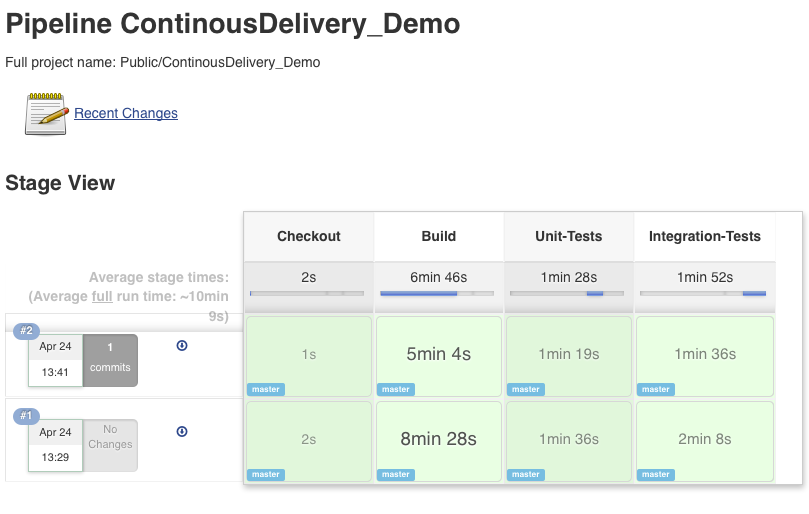 Pipeline ContinousDelivery_Demo
Full project name: Public/ContinousDelivery_Demo
Recent Changes
Stage View
Checkout Build Unit-Tests Integration-Tests
Average stage times: 2s 6min 46s 1min 28s 1min 52s
(Average full run time: ~10min
9s)
#2
Apr 24 1 1s 5min 4s 1min 19s 1min 36s
13:41 commits
master master master master
#1
Apr 24 No
Changes 2s 8min 28s 1min 36s 2min 8s
13:29
master master master master